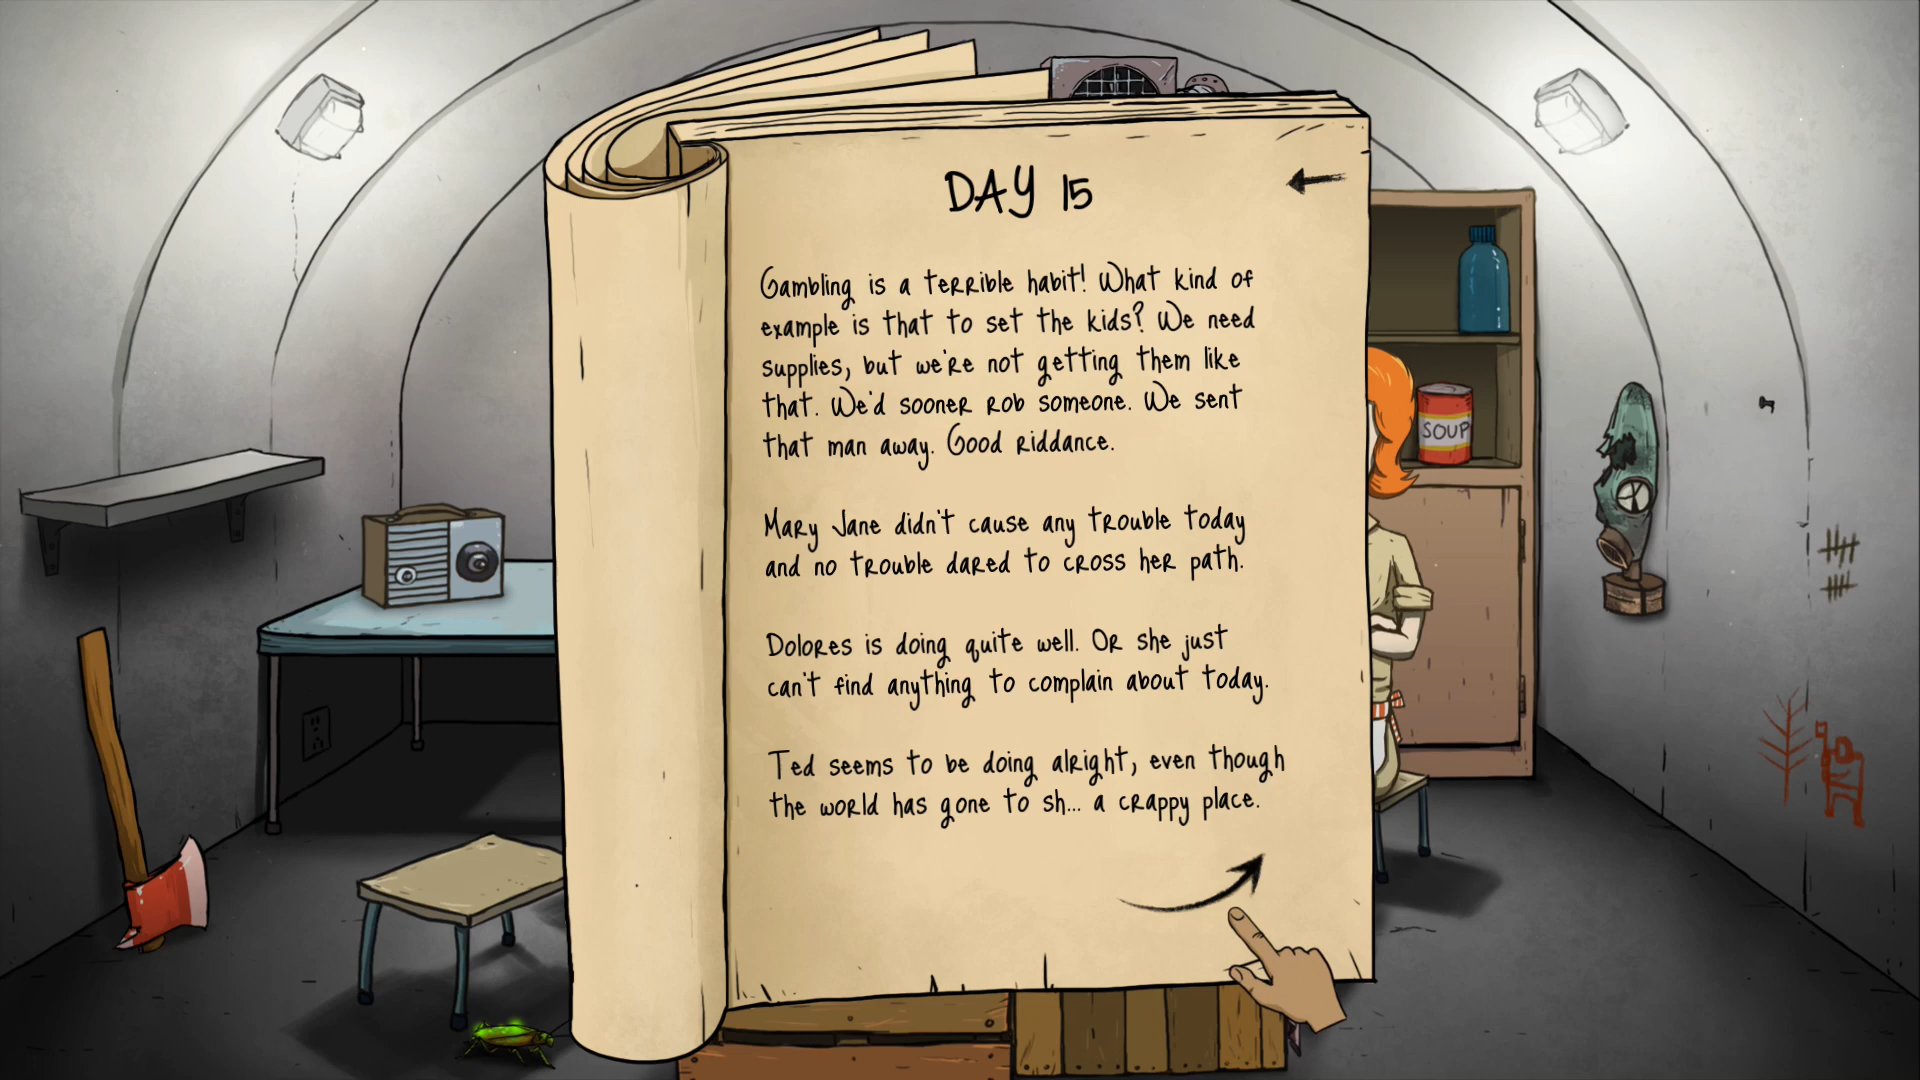 DAY 15
Gambling is a terrible habit! What kind of
example is that to set the kids? We need
supplies, but we're not getting them like
that. We'd sooner rob someone. We sent
that man away. Good riddance.
Mary Jane didn't cause any trouble today
and no trouble dared to cross her path.
Dolores is doing quite well. Or she just
can't find anything to complain about today.
Ted seems to be doing alright, even though
the world has gone to sh... a crappy place.
SOUP